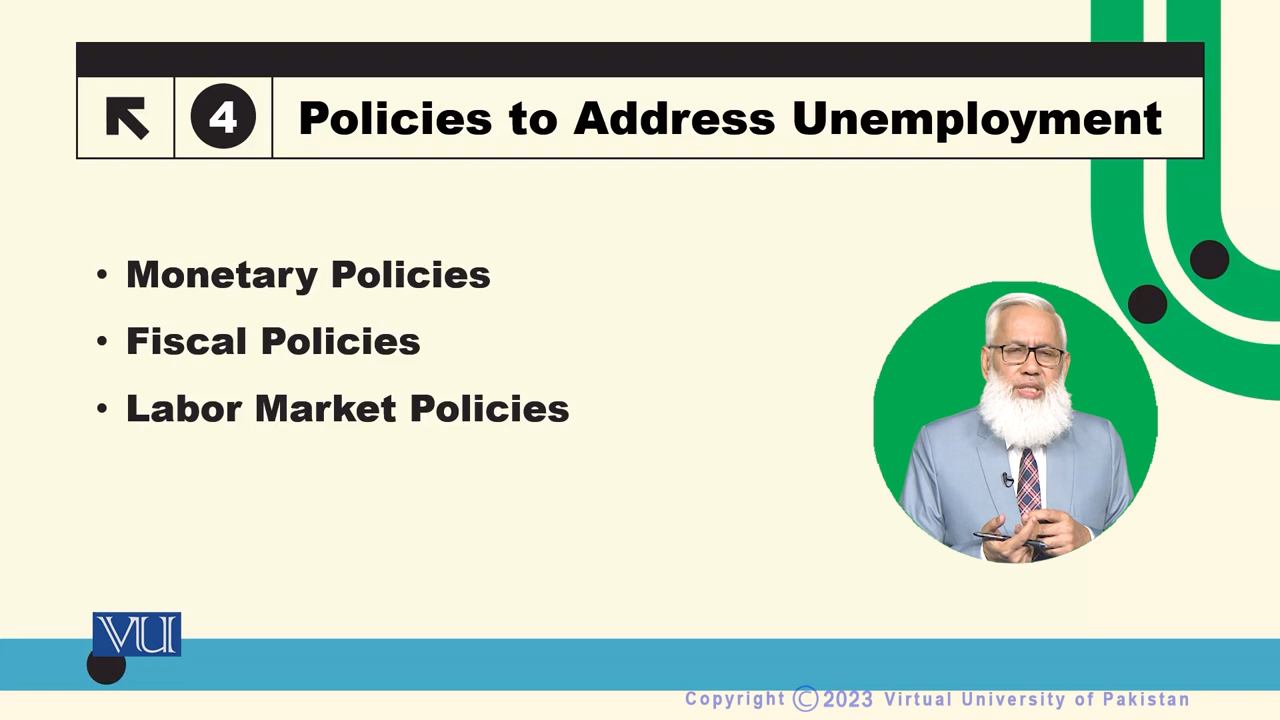 4
Policies to Address Unemployment
• Monetary Policies
• Fiscal Policies
• Labor Market Policies
VU
Copyright ©2023 Virtual University of Pakistan